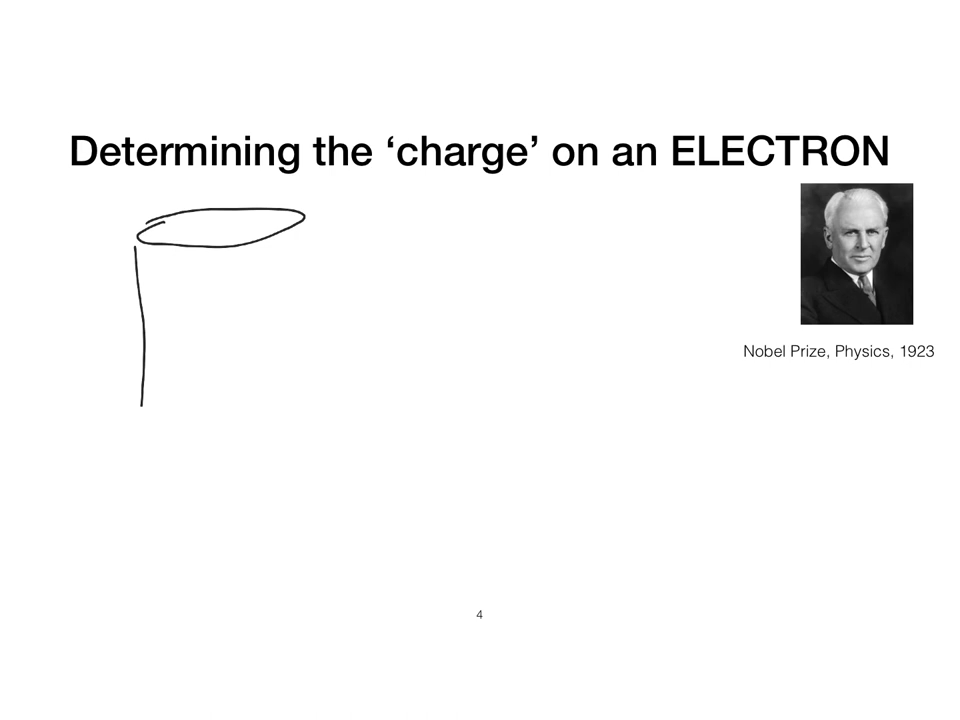 Determining the ‘charge’ on an ELECTRON
Nobel Prize, Physics, 1923
4